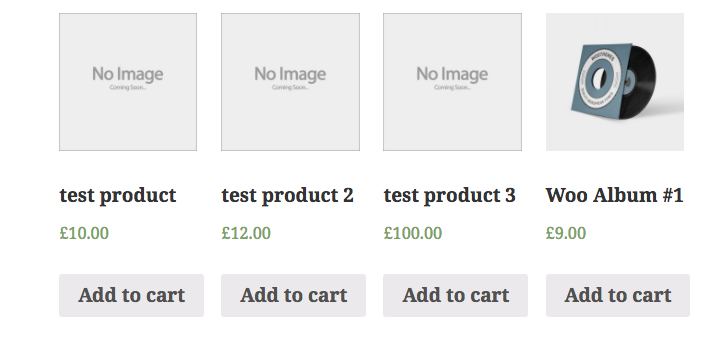 No Image
Coming Soon...
No Image
Coming Soon...
No Image
Coming Soon...
test product
test product 2
test product 3
Woo Album #1
£10.00
£12.00
£100.00
£9.00
Add to cart
Add to cart
Add to cart
Add to cart